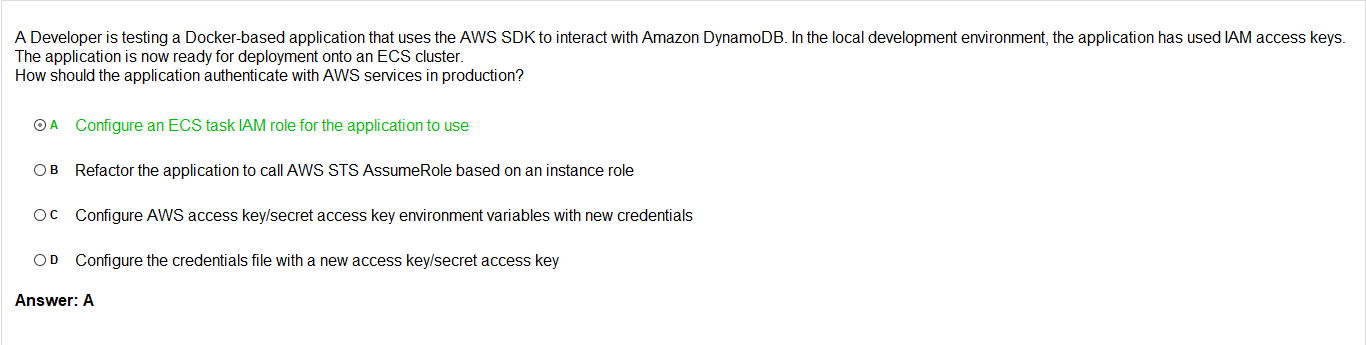 A Developer is testing a Docker-based application that uses the AWS SDK to interact with Amazon DynamoDB. In the local development environment, the application has used IAM access keys.
The application is now ready for deployment onto an ECS cluster.
How should the application authenticate with AWS services in production?
A Configure an ECS task IAM role for the application to use
B Refactor the application to call AWS STS AssumeRole based on an instance role
C Configure AWS access key/secret access key environment variables with new credentials
D Configure the credentials file with a new access key/secret access key
Answer: A